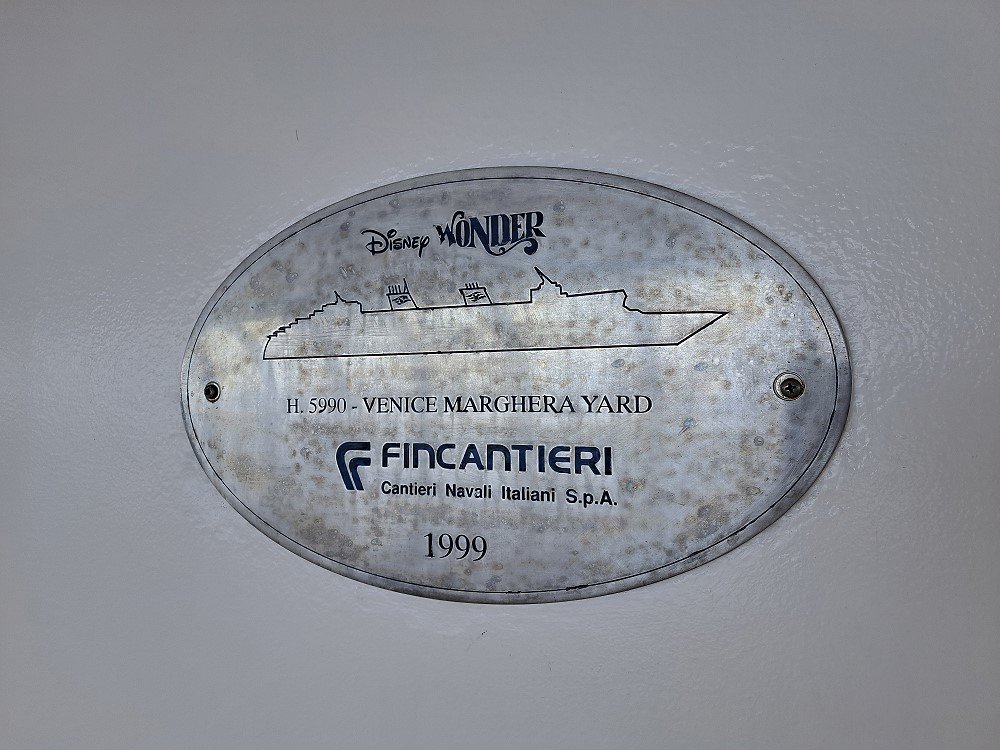 Disney WONDER
H. 5990 - VENICE MARGHERA YARD
FINCANTIERI
Cantieri Navali Italiani S.p.A.
1999